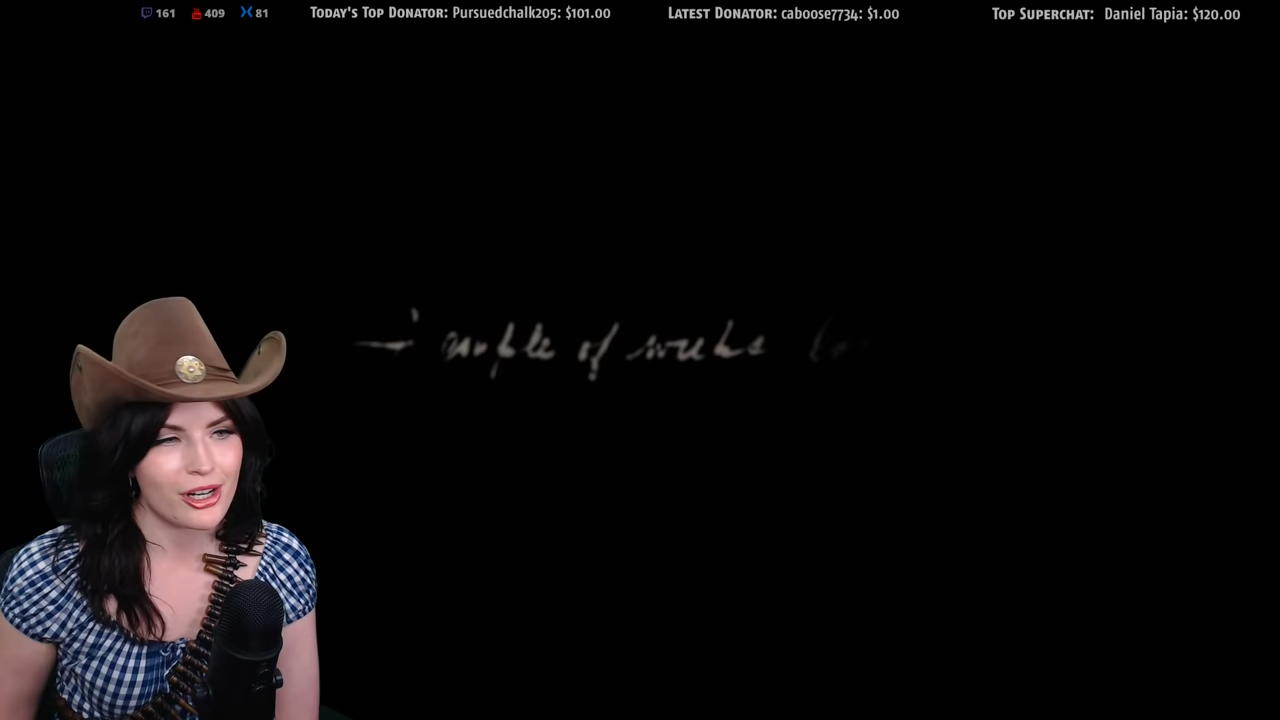 161 409 81 Today's Top Donator: Pursuedchalk205: $101.00 Latest Donator: caboose7734: $1.00 Top Superchat: Daniel Tapia: $120.00
couple of weeks